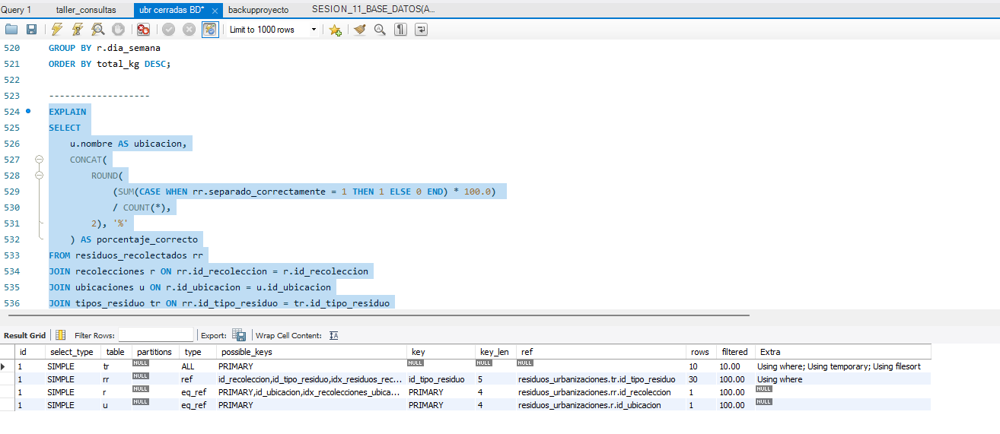 Query 1 taller_consultas ubr cerradas BD* backupproyecto SESION_11_BASE_DATOS(A...
Limit to 1000 rows
520 GROUP BY r.dia_semana
521 ORDER BY total_kg DESC;
522
523 -------------------
524 EXPLAIN
525 SELECT
526 u.nombre AS ubicacion,
527 CONCAT(
528 ROUND(
529 (SUM(CASE WHEN rr.separado_correctamente = 1 THEN 1 ELSE 0 END) * 100.0)
530 / COUNT(*),
531 2), '%'
532 ) AS porcentaje_correcto
533 FROM residuos_recolectados rr
534 JOIN recolecciones r ON rr.id_recoleccion = r.id_recoleccion
535 JOIN ubicaciones u ON r.id_ubicacion = u.id_ubicacion
536 JOIN tipos_residuo tr ON rr.id_tipo_residuo = tr.id_tipo_residuo
Result Grid Filter Rows: Export: Wrap Cell Content: IA
id select_type table partitions type possible_keys key key_len ref rows filtered Extra
1 SIMPLE tr NULL ALL PRIMARY NULL NULL NULL 10 10.00 Using where; Using temporary; Using filesort
1 SIMPLE rr NULL ref id_recoleccion,id_tipo_residuo,idx_residuos_rec... id_tipo_residuo 5 residuos_urbanizaciones.tr.id_tipo_residuo 30 100.00 Using where
1 SIMPLE r NULL eq_ref PRIMARY,id_ubicacion,idx_recolecciones_ubica... PRIMARY 4 residuos_urbanizaciones.rr.id_recoleccion 1 100.00 NULL
1 SIMPLE u NULL eq_ref PRIMARY PRIMARY 4 residuos_urbanizaciones.r.id_ubicacion 1 100.00 NULL